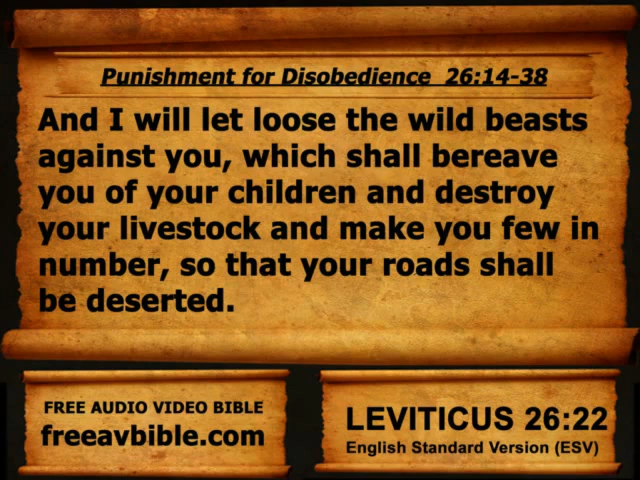 Punishment for Disobedience  26:14-38
And I will let loose the wild beasts
against you, which shall bereave
you of your children and destroy
your livestock and make you few in
number, so that your roads shall
be deserted.
FREE AUDIO VIDEO BIBLE
freeavbible.com
LEVITICUS 26:22
English Standard Version (ESV)